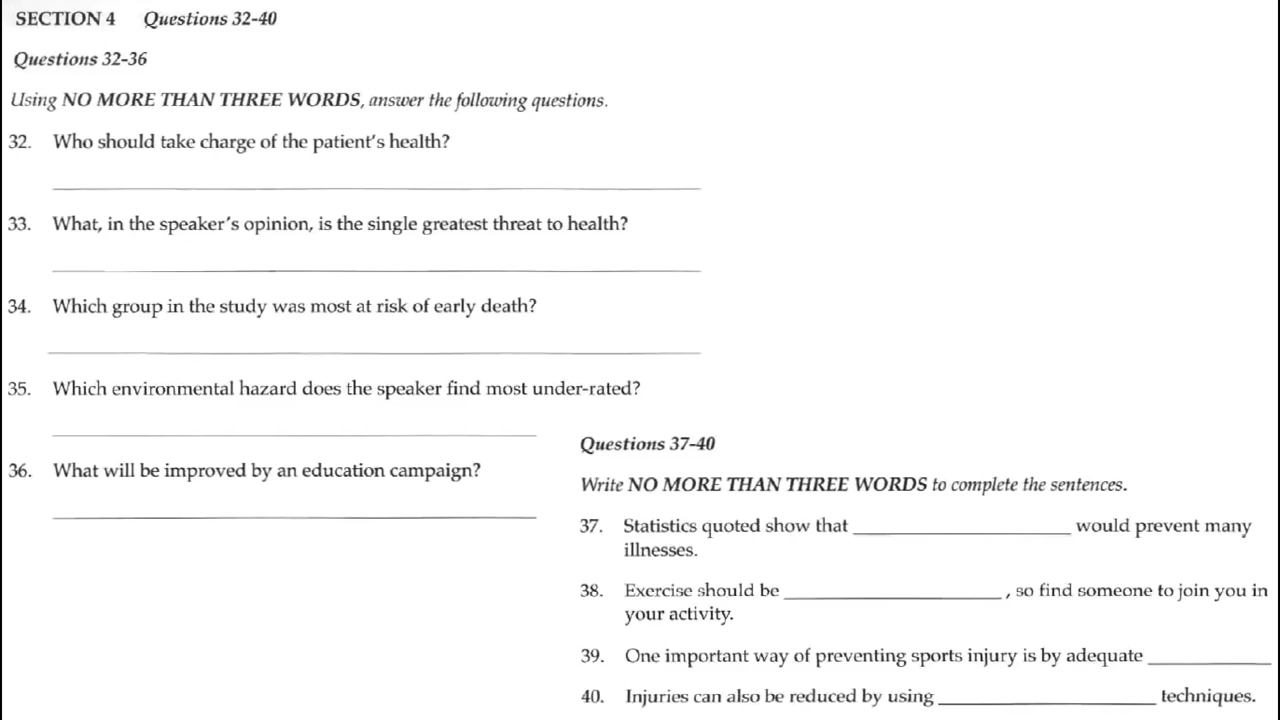 SECTION 4 Questions 32-40
Questions 32-36
Using NO MORE THAN THREE WORDS, answer the following questions.
32. Who should take charge of the patient's health?
33. What, in the speaker's opinion, is the single greatest threat to health?
34. Which group in the study was most at risk of early death?
35. Which environmental hazard does the speaker find most under-rated?
36. What will be improved by an education campaign?
Questions 37-40
Write NO MORE THAN THREE WORDS to complete the sentences.
37. Statistics quoted show that ____________________ would prevent many
illnesses.
38. Exercise should be ____________________ , so find someone to join you in
your activity.
39. One important way of preventing sports injury is by adequate ____________
40. Injuries can also be reduced by using ____________________ techniques.